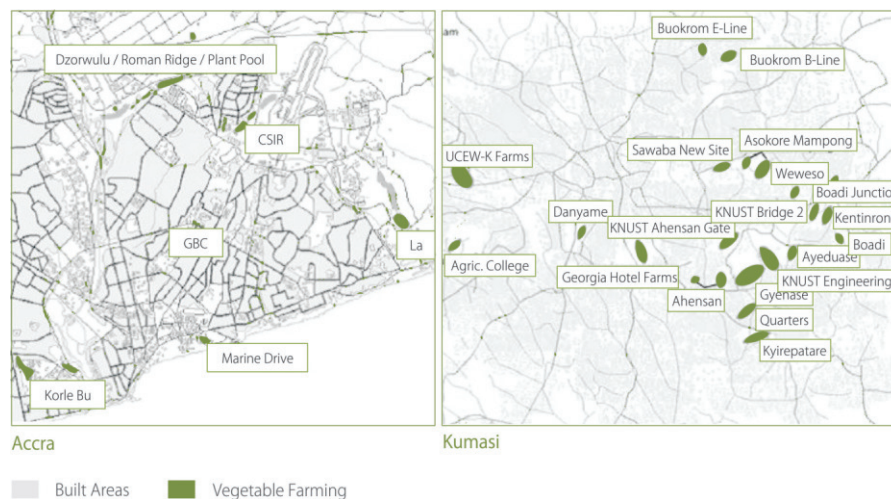 Dzorwulu / Roman Ridge / Plant Pool
CSIR
GBC
La
Marine Drive
Korle Bu
Accra
am
Buokrom E-Line
Buokrom B-Line
Asokore Mampong
Sawaba New Site
UCEW-K Farms
Weweso
Boadi Junction
Danyame
KNUST Bridge 2
Kentinron
KNUST Ahensan Gate
Boadi
Agric. College
Ayeduase
Georgia Hotel Farms
KNUST Engineering
Ahensan
Gyenase
Quarters
Kyirepatare
Kumasi
Built Areas
Vegetable Farming